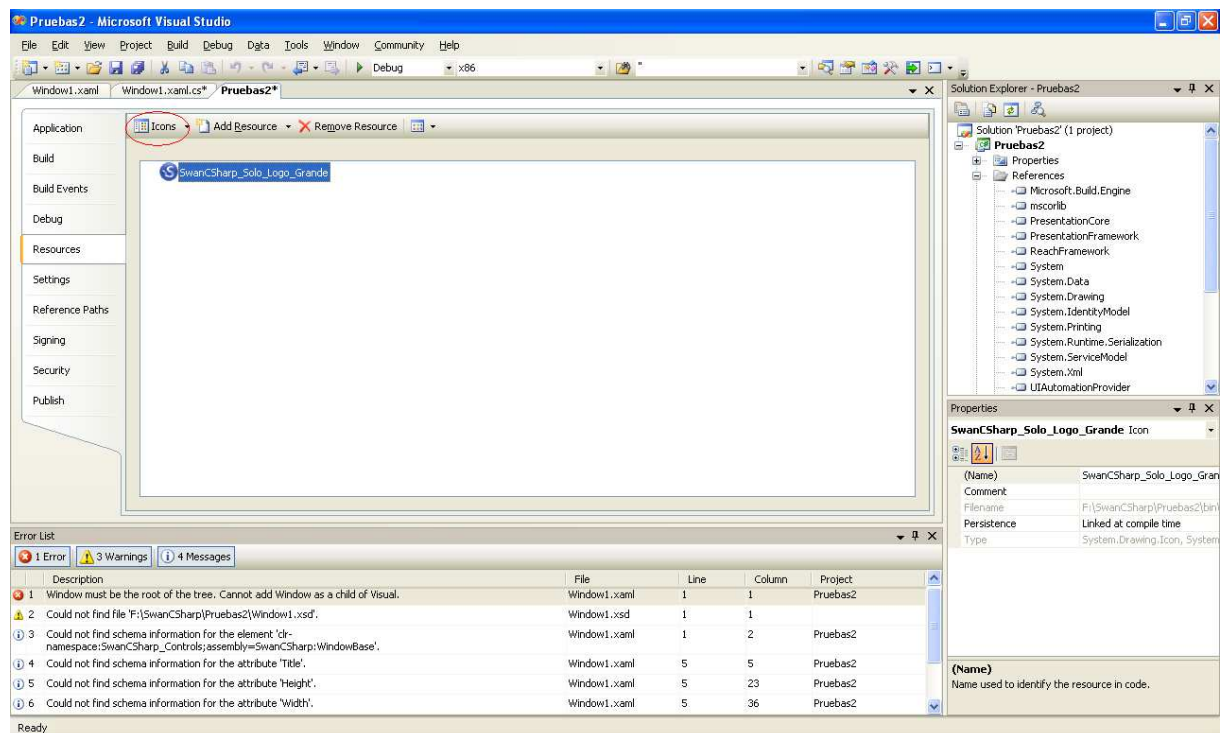 Pruebas2 - Microsoft Visual Studio
File Edit View Project Build Debug Data Tools Window Community Help
Debug x86
Window1.xaml Window1.xaml.cs* Pruebas2*
Application
Build
Build Events
Debug
Resources
Settings
Reference Paths
Signing
Security
Publish
Icons Add Resource Remove Resource
SwanCSharp_Solo_Logo_Grande
Solution Explorer - Pruebas2
Solution 'Pruebas2' (1 project)
Pruebas2
Properties
References
Microsoft.Build.Engine
mscorlib
PresentationCore
PresentationFramework
ReachFramework
System
System.Data
System.Drawing
System.IdentityModel
System.Printing
System.Runtime.Serialization
System.ServiceModel
System.Xml
UIAutomationProvider
Properties
SwanCSharp_Solo_Logo_Grande Icon
(Name) SwanCSharp_Solo_Logo_Gran
Comment
Filename F:\SwanCSharp\Pruebas2\bin\
Persistence Linked at compile time
Type System.Drawing.Icon, System
(Name)
Name used to identify the resource in code.
Error List
1 Error 3 Warnings 4 Messages
Description File Line Column Project
1 Window must be the root of the tree. Cannot add Window as a child of Visual. Window1.xaml 1 1 Pruebas2
2 Could not find file 'F:\SwanCSharp\Pruebas2\Window1.xsd'. Window1.xsd 1 1
3 Could not find schema information for the element 'clr-
namespace:SwanCSharp_Controls;assembly=SwanCSharp:WindowBase'. Window1.xaml 1 2 Pruebas2
4 Could not find schema information for the attribute 'Title'. Window1.xaml 5 5 Pruebas2
5 Could not find schema information for the attribute 'Height'. Window1.xaml 5 23 Pruebas2
6 Could not find schema information for the attribute 'Width'. Window1.xaml 5 36 Pruebas2
Ready